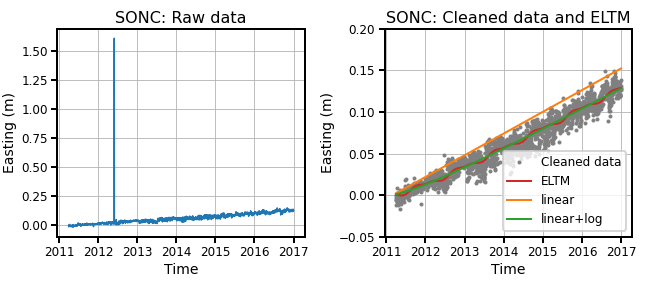 SONC: Raw data
1.50
1.25
1.00
0.75
0.50
0.25
0.00
Easting (m)
2011 2012 2013 2014 2015 2016 2017
Time
SONC: Cleaned data and ELTM
0.20
0.15
0.10
0.05
0.00
−0.05
Easting (m)
Cleaned data
ELTM
linear
linear+log
2011 2012 2013 2014 2015 2016 2017
Time